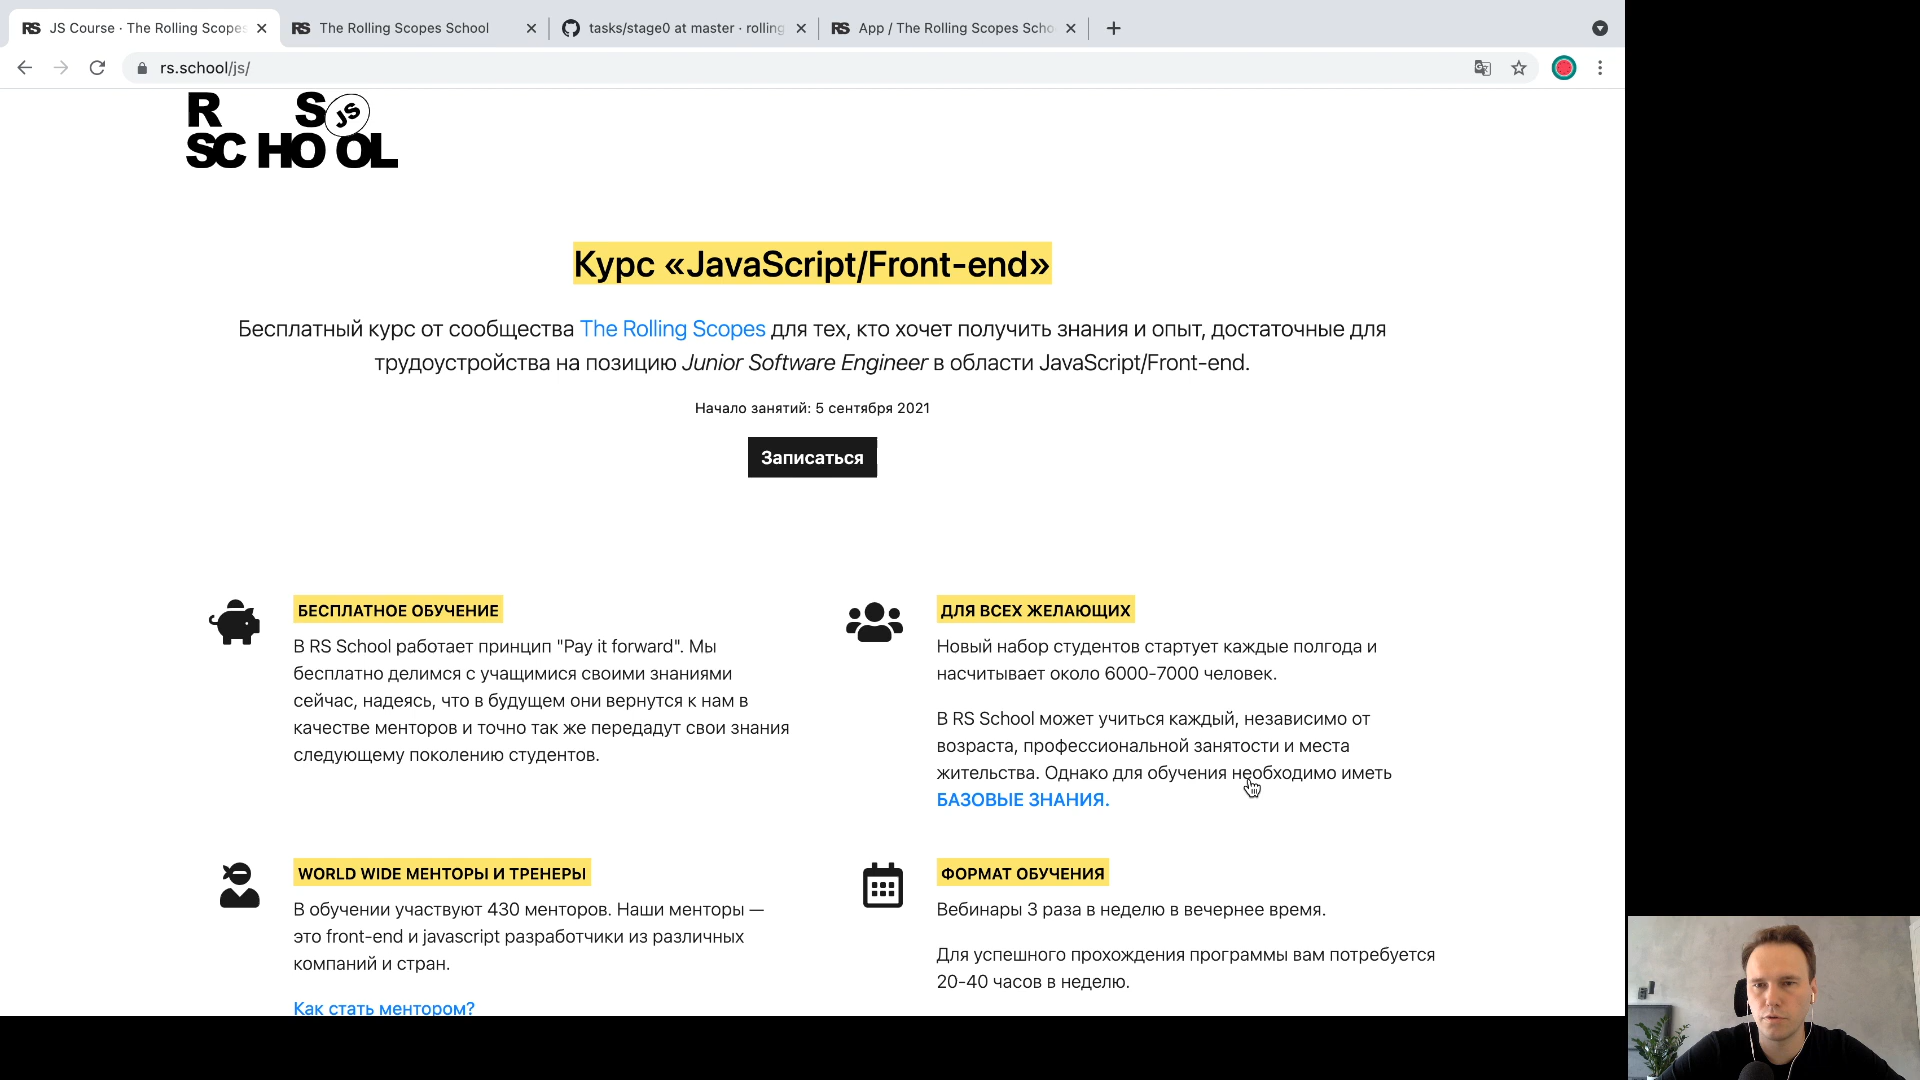 JS Course · The Rolling Scopes
The Rolling Scopes School
tasks/stage0 at master · rolling
App / The Rolling Scopes Scho
rs.school/js/
R S JS
SCHOOL
Курс «JavaScript/Front-end»
Бесплатный курс от сообщества The Rolling Scopes для тех, кто хочет получить знания и опыт, достаточные для
трудоустройства на позицию Junior Software Engineer в области JavaScript/Front-end.
Начало занятий: 5 сентября 2021
Записаться
БЕСПЛАТНОЕ ОБУЧЕНИЕ
В RS School работает принцип "Pay it forward". Мы
бесплатно делимся с учащимися своими знаниями
сейчас, надеясь, что в будущем они вернутся к нам в
качестве менторов и точно так же передадут свои знания
следующему поколению студентов.
ДЛЯ ВСЕХ ЖЕЛАЮЩИХ
Новый набор студентов стартует каждые полгода и
насчитывает около 6000-7000 человек.
В RS School может учиться каждый, независимо от
возраста, профессиональной занятости и места
жительства. Однако для обучения необходимо иметь
БАЗОВЫЕ ЗНАНИЯ.
WORLD WIDE МЕНТОРЫ И ТРЕНЕРЫ
В обучении участвуют 430 менторов. Наши менторы —
это front-end и javascript разработчики из различных
компаний и стран.
Как стать ментором?
ФОРМАТ ОБУЧЕНИЯ
Вебинары 3 раза в неделю в вечернее время.
Для успешного прохождения программы вам потребуется
20-40 часов в неделю.